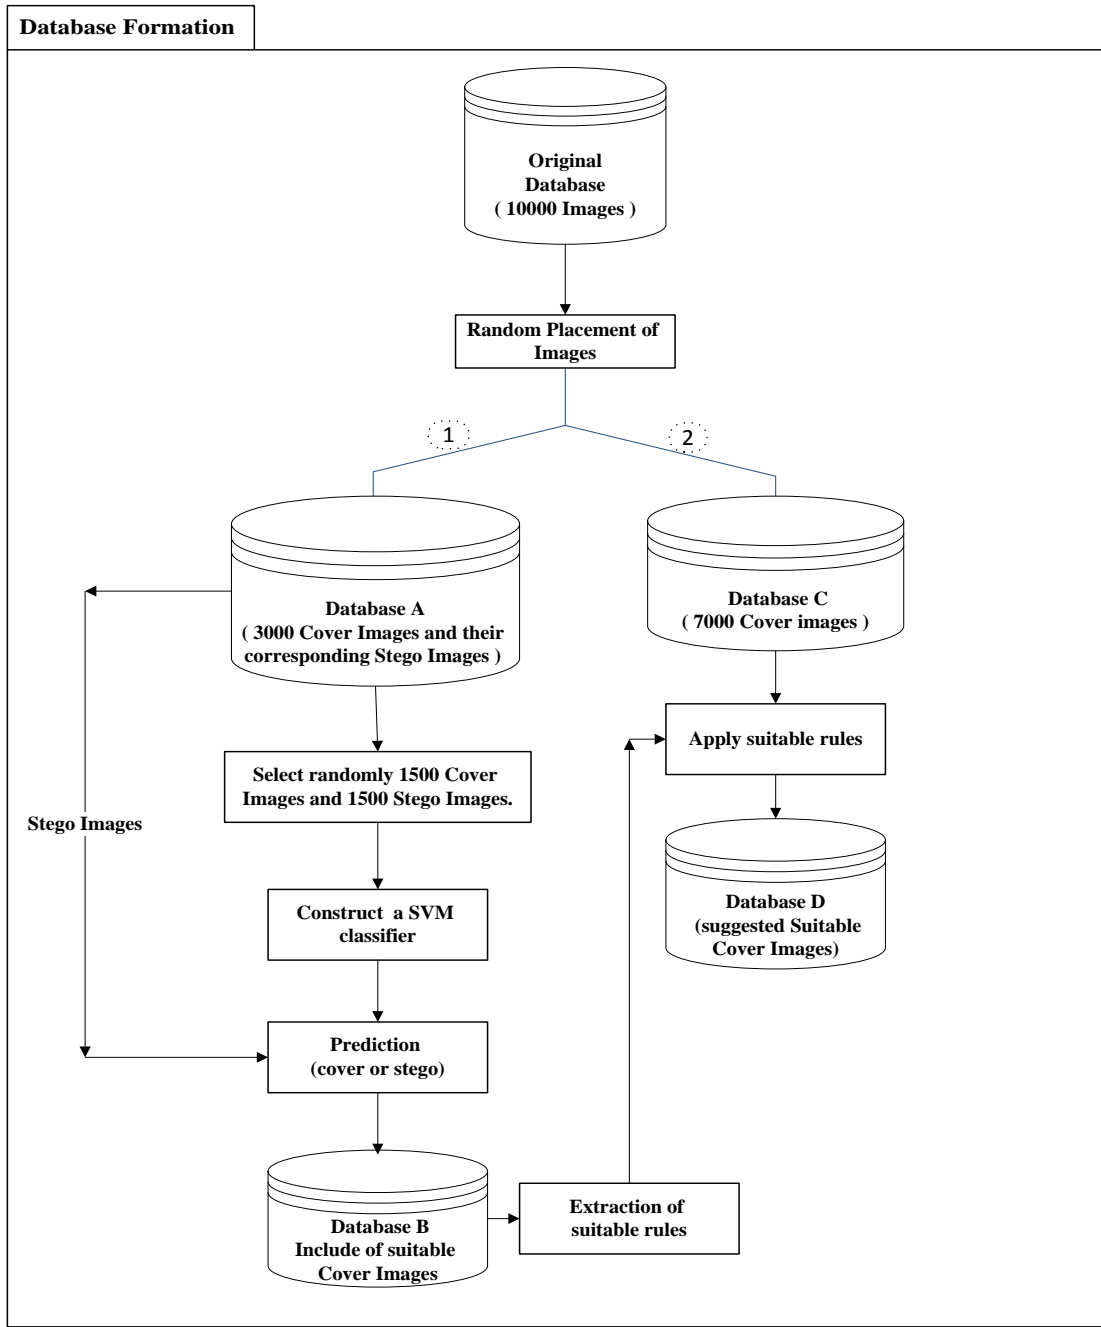 Database Formation
Original
Database
( 10000 Images )
Random Placement of
Images
1
2
Database A
( 3000 Cover Images and their
corresponding Stego Images )
Database C
( 7000 Cover images )
Select randomly 1500 Cover
Images and 1500 Stego Images.
Apply suitable rules
Stego Images
Construct a SVM
classifier
Database D
(suggested Suitable
Cover Images)
Prediction
(cover or stego)
Database B
Include of suitable
Cover Images
Extraction of
suitable rules